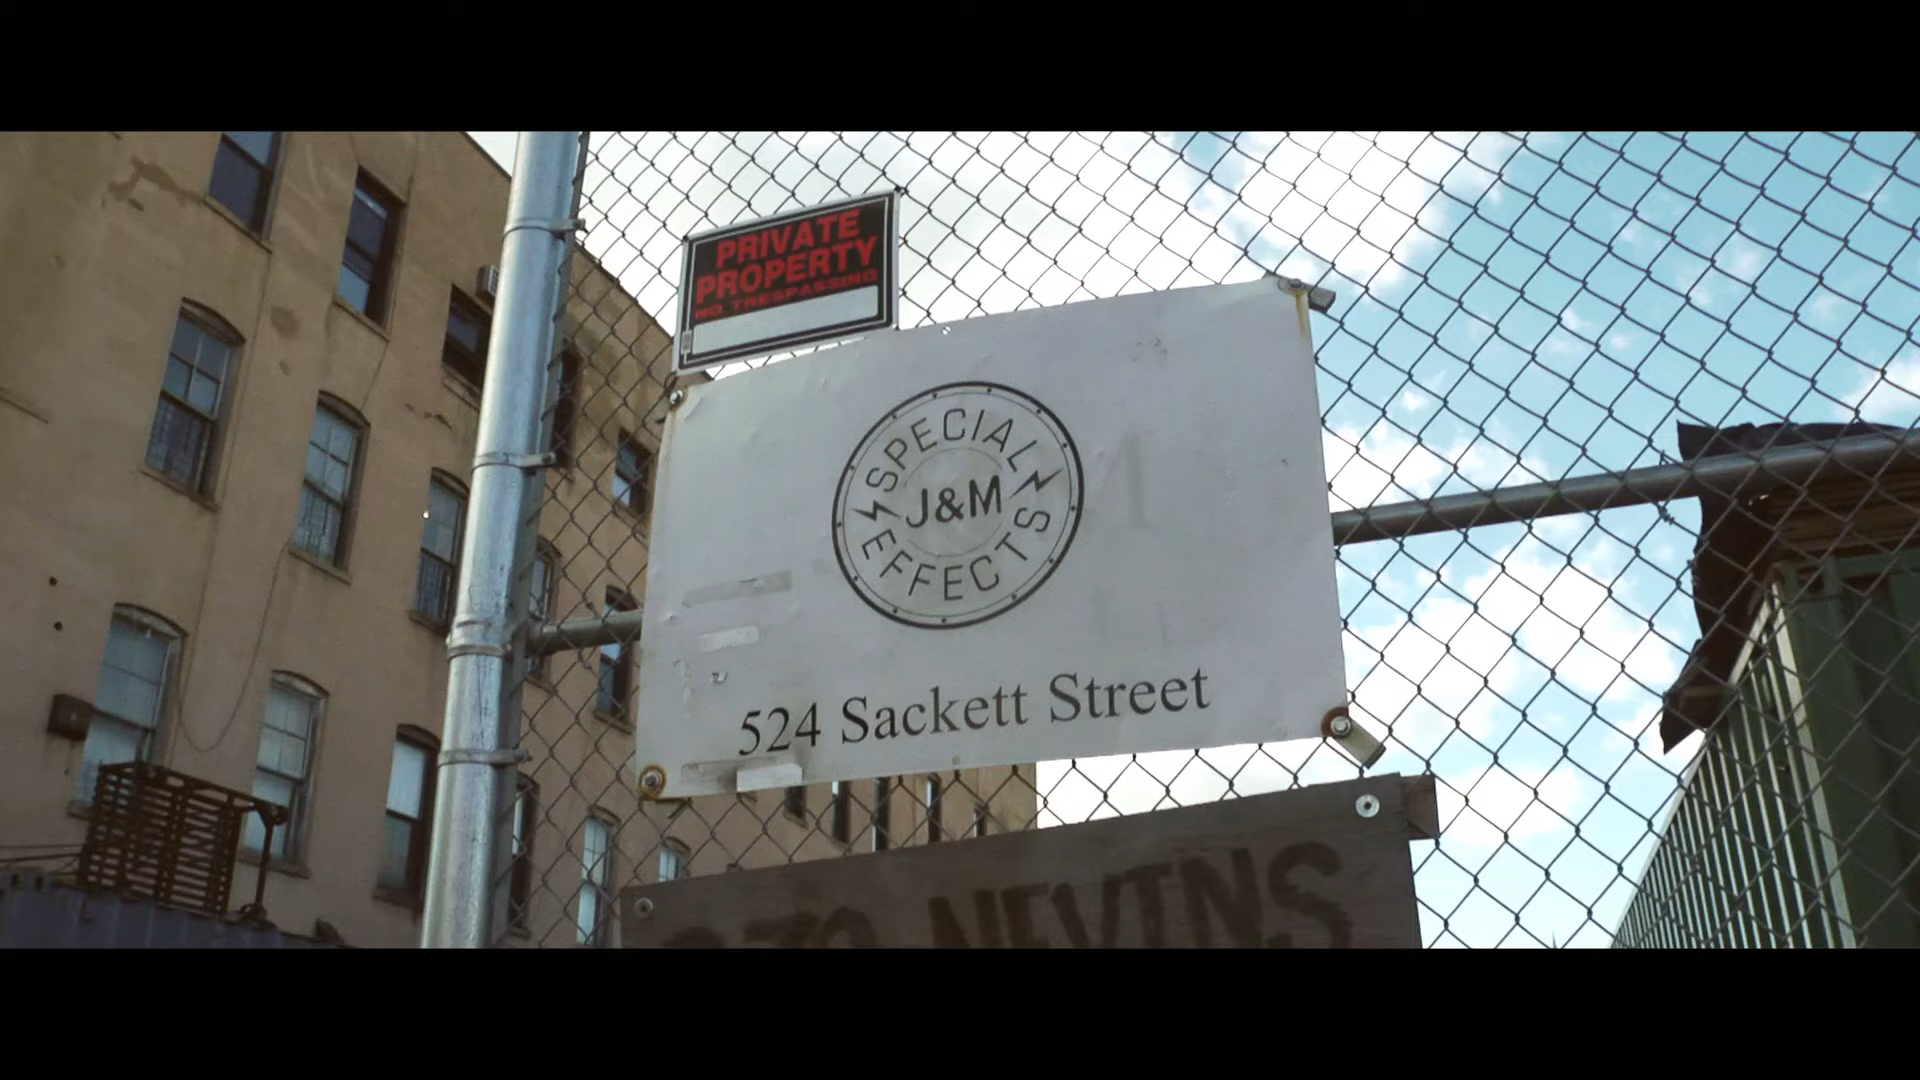 PRIVATE
PROPERTY
NO TRESPASSING
SPECIAL
J&M
EFFECTS
524 Sackett Street
NEVINS